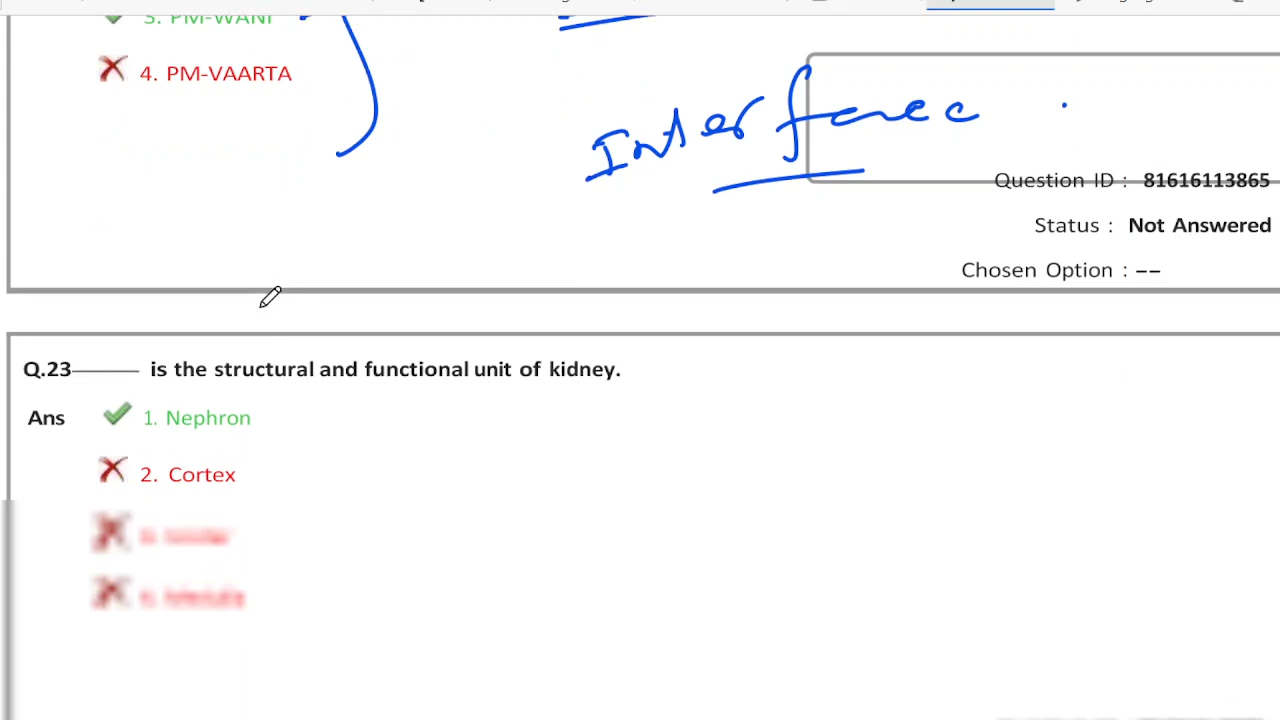 3. PM-WANI
4. PM-VAARTA
Interface
Question ID : 81616113865
Status : Not Answered
Chosen Option : --
Q.23 ——— is the structural and functional unit of kidney.
Ans 1. Nephron
2. Cortex